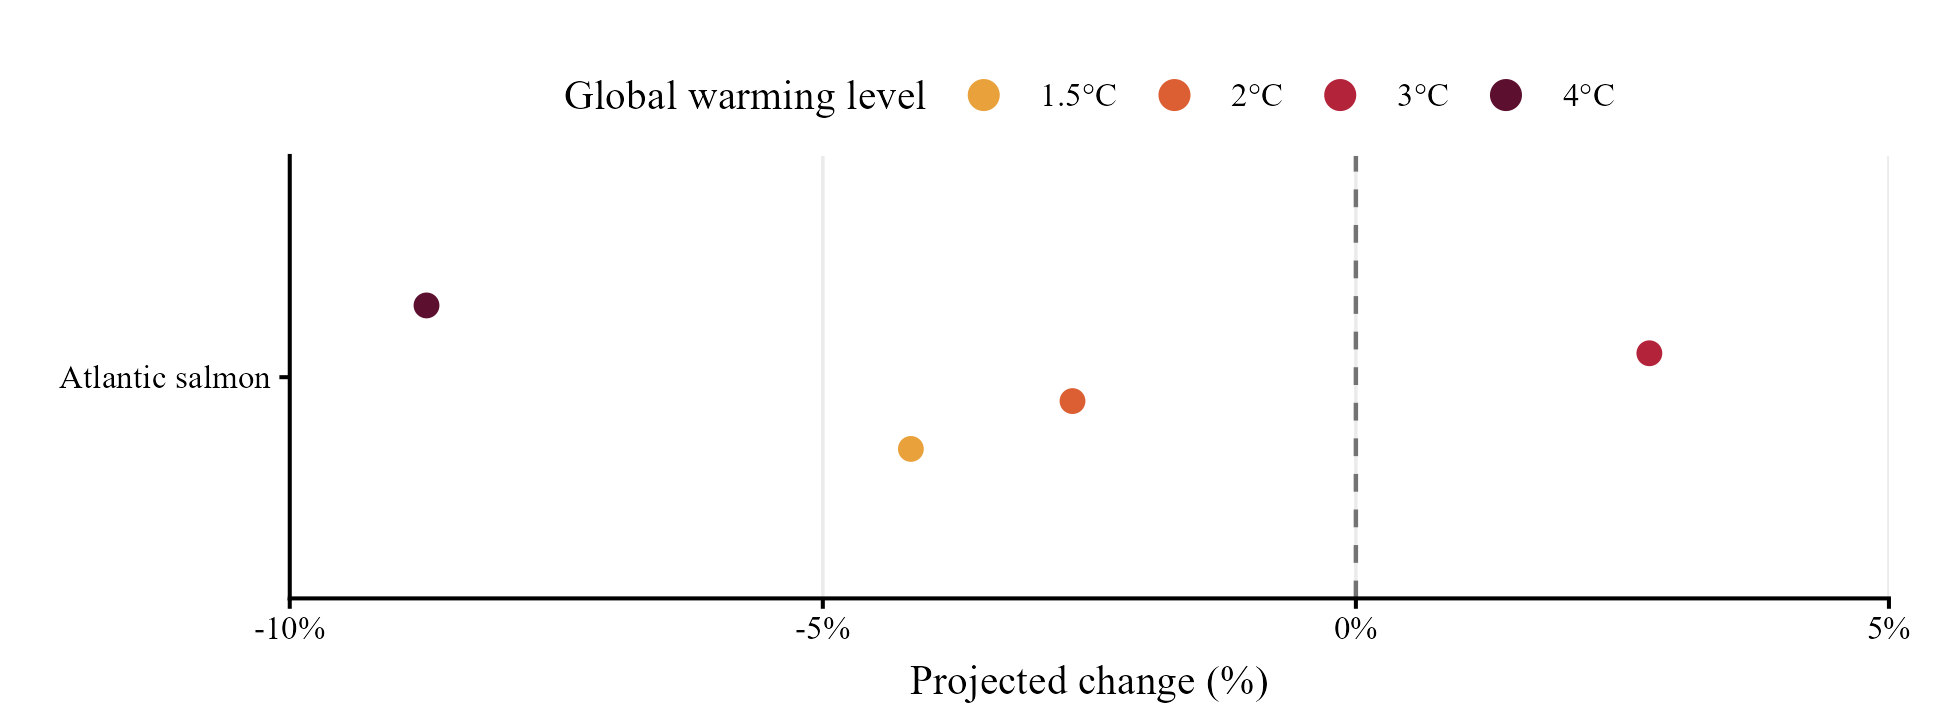 Global warming level 1.5°C 2°C 3°C 4°C
Atlantic salmon
-10% -5% 0% 5%
Projected change (%)